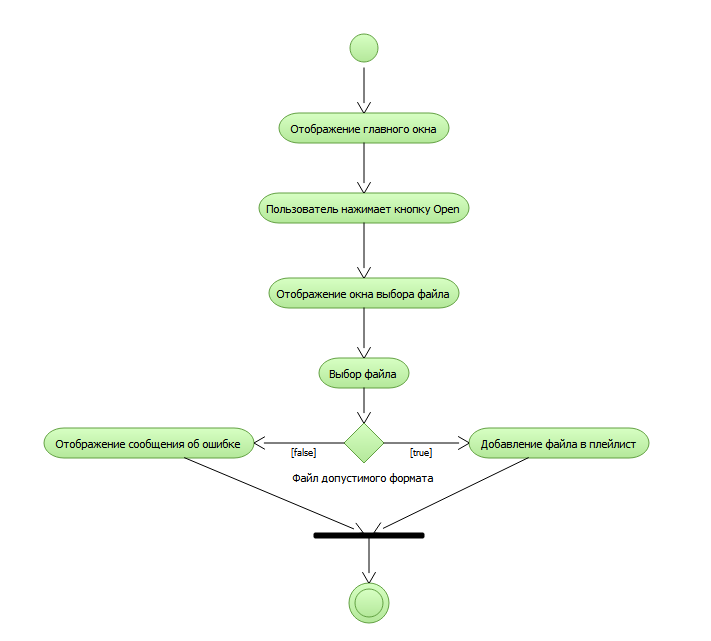 Отображение главного окна
Пользователь нажимает кнопку Open
Отображение окна выбора файла
Выбор файла
Отображение сообщения об ошибке
[false]
[true]
Добавление файла в плейлист
Файл допустимого формата